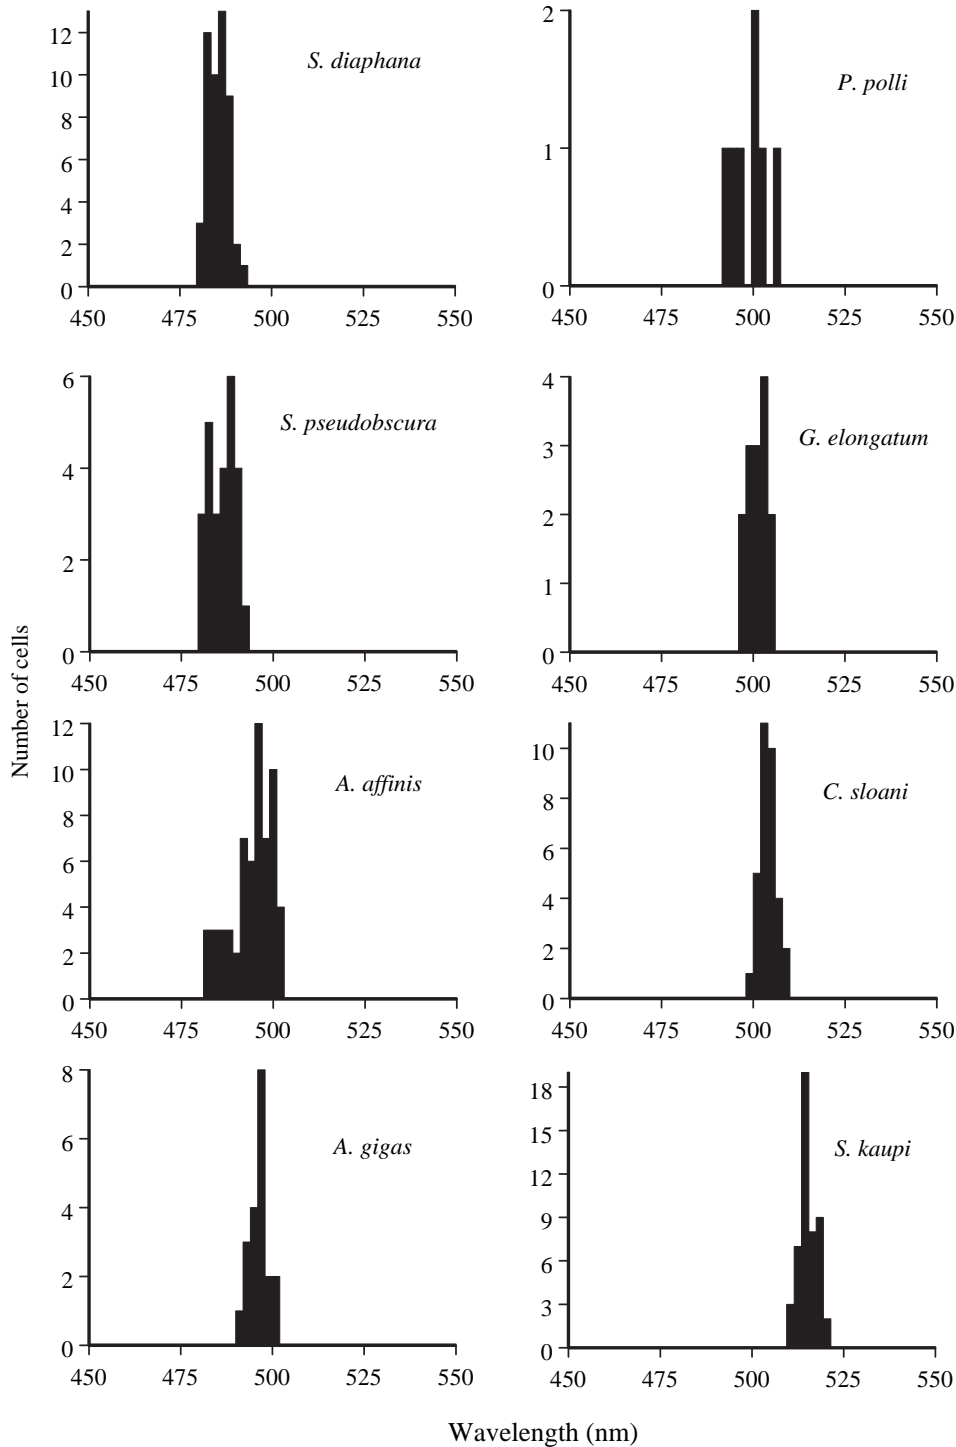 12
10
8
6
4
2
0
450 475 500 525 550
S. diaphana
2
1
0
450 475 500 525 550
P. polli
6
4
2
0
450 475 500 525 550
S. pseudobscura
4
3
2
1
0
450 475 500 525 550
G. elongatum
Number of cells
12
10
8
6
4
2
0
450 475 500 525 550
A. affinis
10
8
6
4
2
0
450 475 500 525 550
C. sloani
8
6
4
2
0
450 475 500 525 550
A. gigas
18
15
12
9
6
3
0
450 475 500 525 550
S. kaupi
Wavelength (nm)